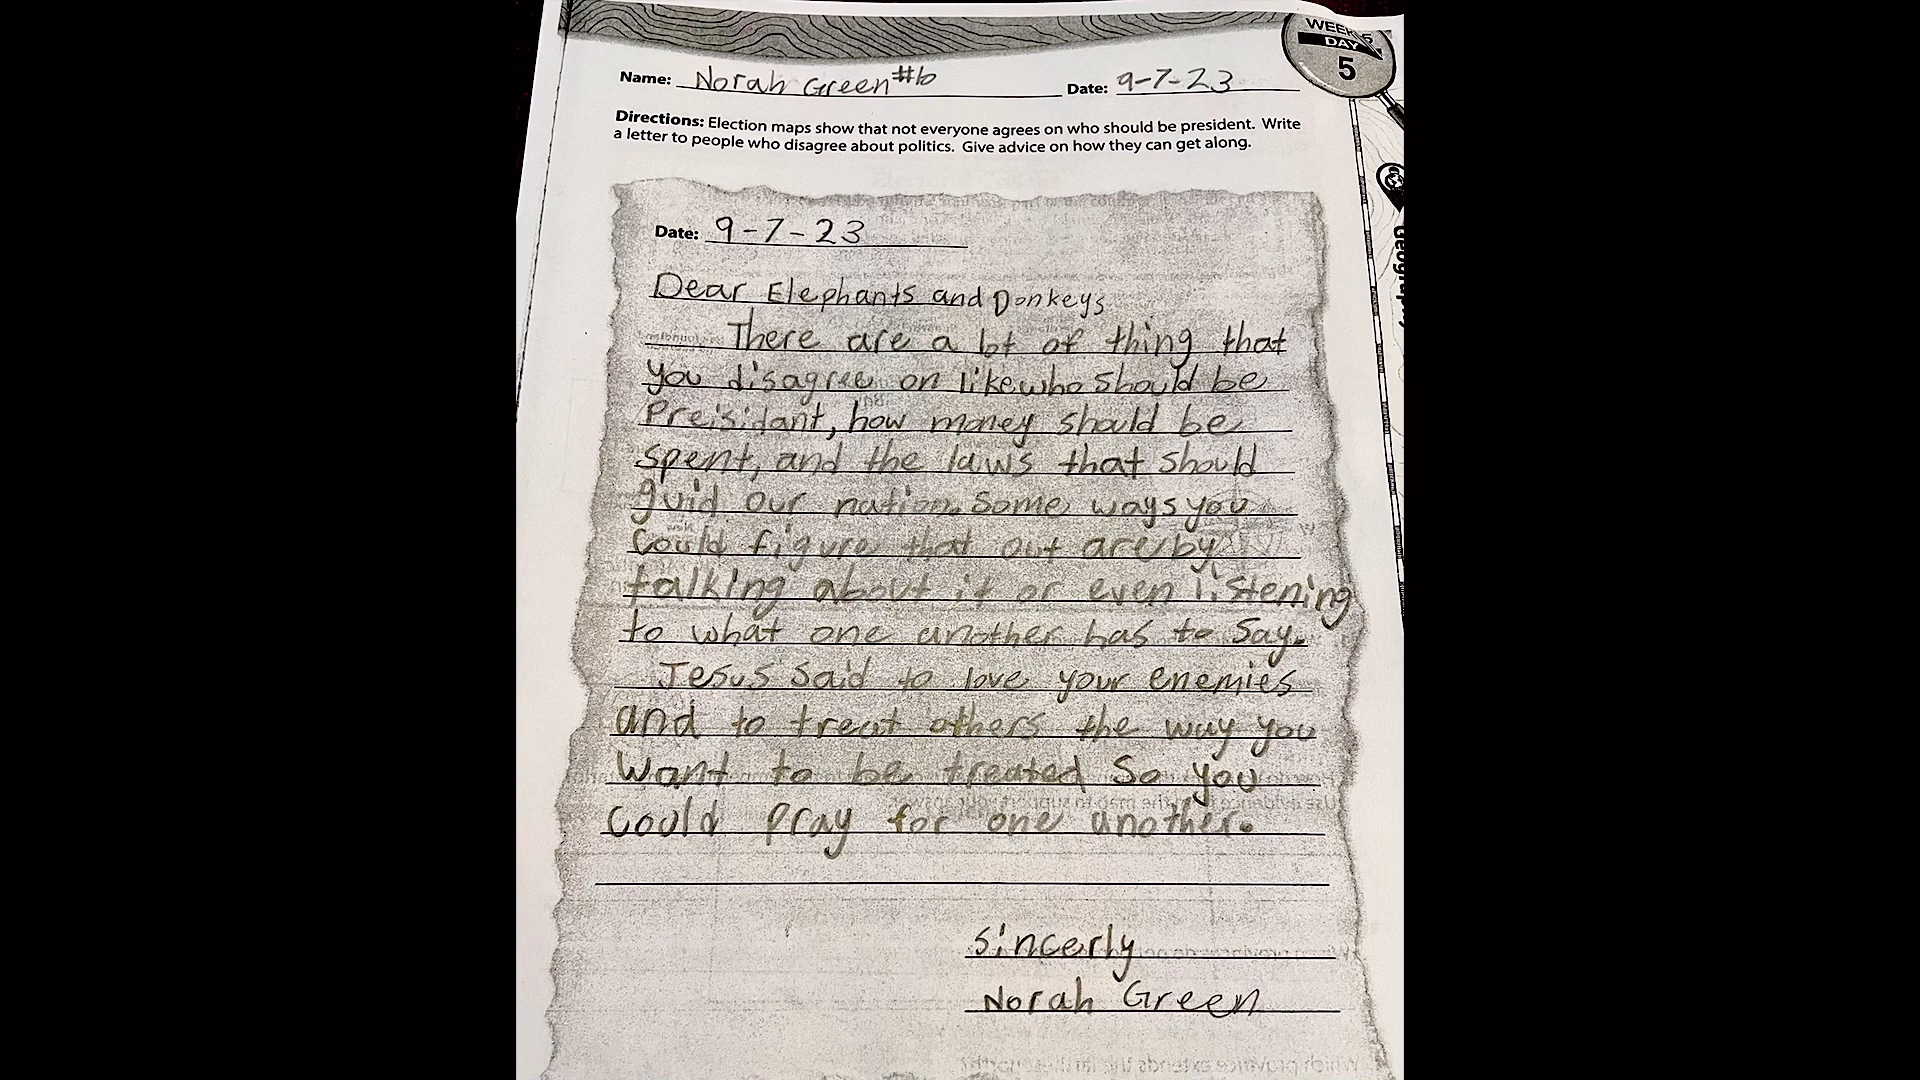 WEEK 5
DAY
5
Name: Norah Green #6 Date: 9-7-23
Directions: Election maps show that not everyone agrees on who should be president. Write
a letter to people who disagree about politics. Give advice on how they can get along.
Date: 9-7-23
Dear Elephants and Donkeys
There are a lot of thing that
you disagree on like who should be
Preisidant, how money should be
spent, and the laws that should
guid our nation. Some ways you
could figure that out are by
talking about it or even listening
to what one another has to say.
Jesus said to love your enemies
and to treat others the way you
want to be treated so you
could pray for one another.
Sincerly
Norah Green
Geography